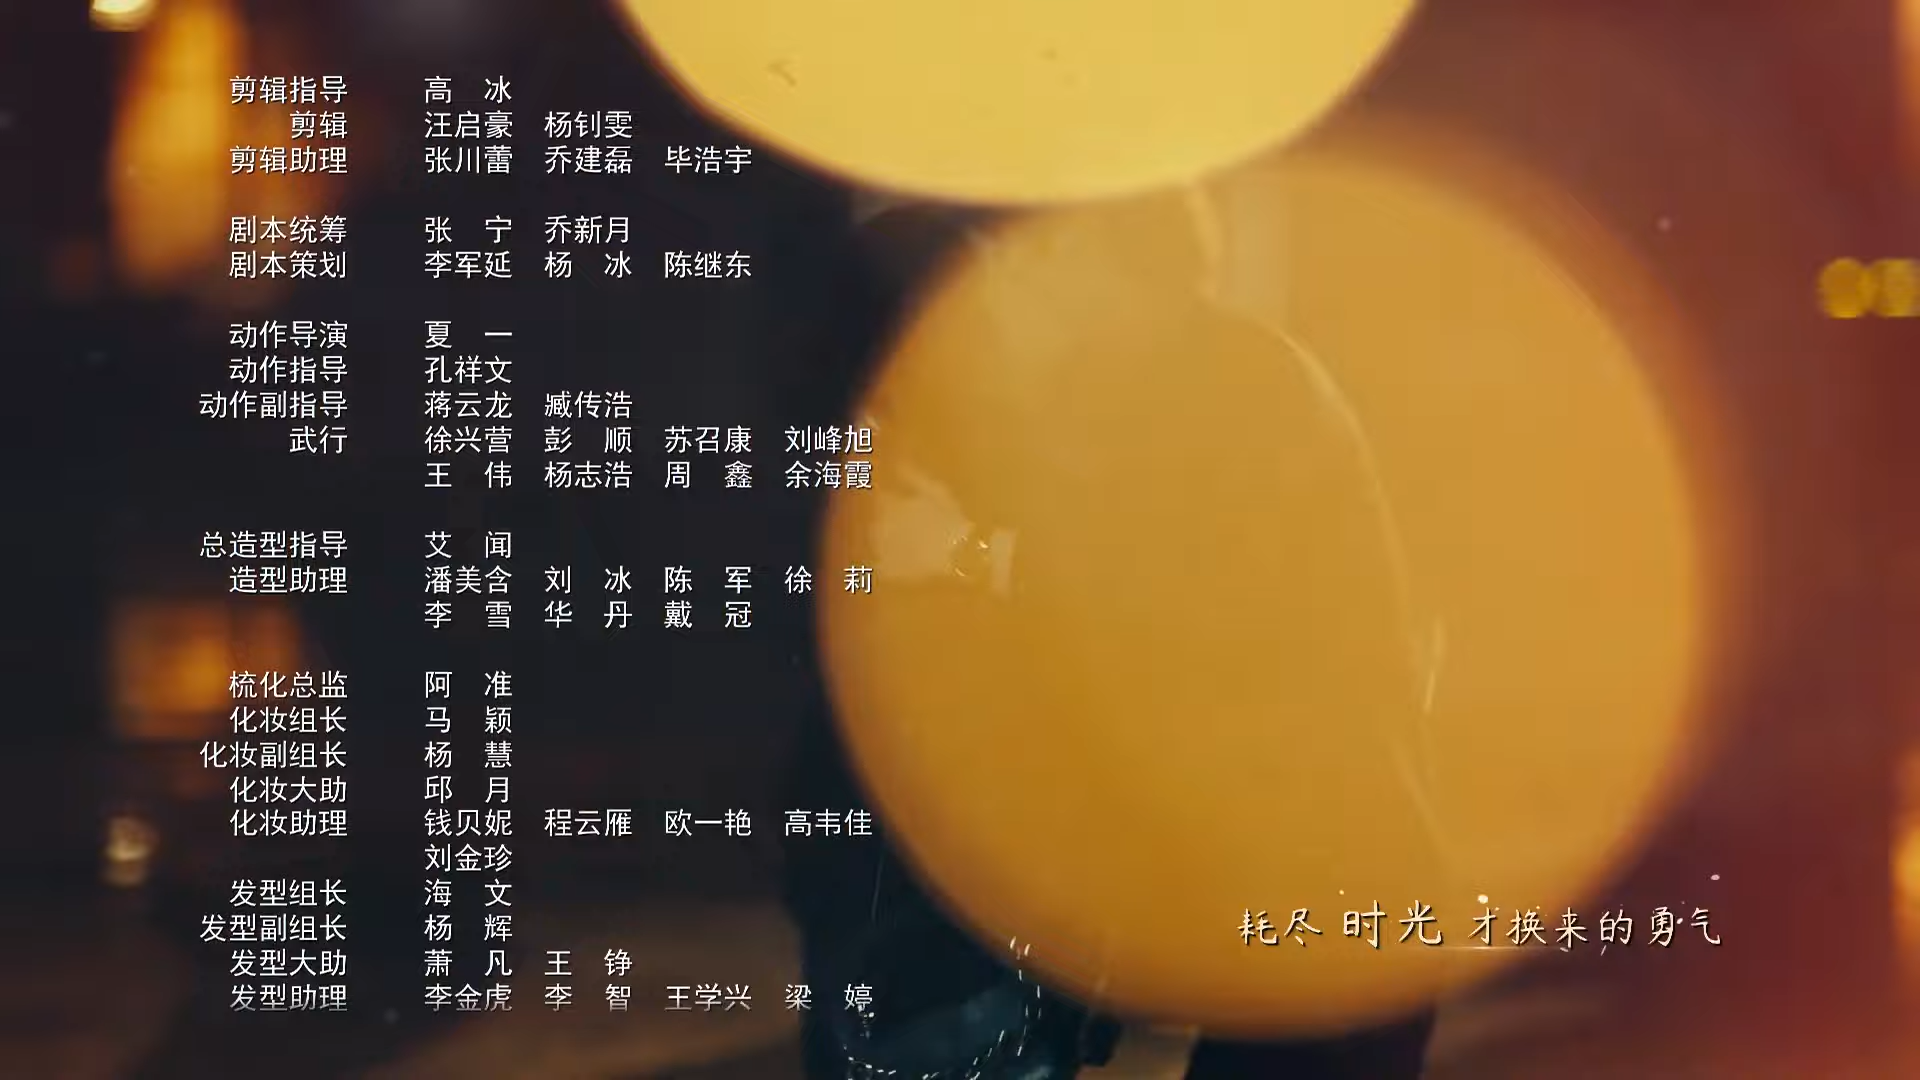 剪辑指导 高 冰
剪辑 汪启豪 杨钊雯
剪辑助理 张川蕾 乔建磊 毕浩宇
剧本统筹 张 宁 乔新月
剧本策划 李军延 杨 冰 陈继东
动作导演 夏 一
动作指导 孔祥文
动作副指导 蒋云龙 臧传浩
武行 徐兴营 彭 顺 苏召康 刘峰旭
王 伟 杨志浩 周 鑫 余海霞
总造型指导 艾 闻
造型助理 潘美含 刘 冰 陈 军 徐 莉
李 雪 华 丹 戴 冠
梳化总监 阿 准
化妆组长 马 颖
化妆副组长 杨 慧
化妆大助 邱 月
化妆助理 钱贝妮 程云雁 欧一艳 高韦佳
刘金珍
发型组长 海 文
发型副组长 杨 辉
发型大助 萧 凡 王 铮
发型助理 李金虎 李 智 王学兴 梁 婷
耗尽 时光 才换来的勇气